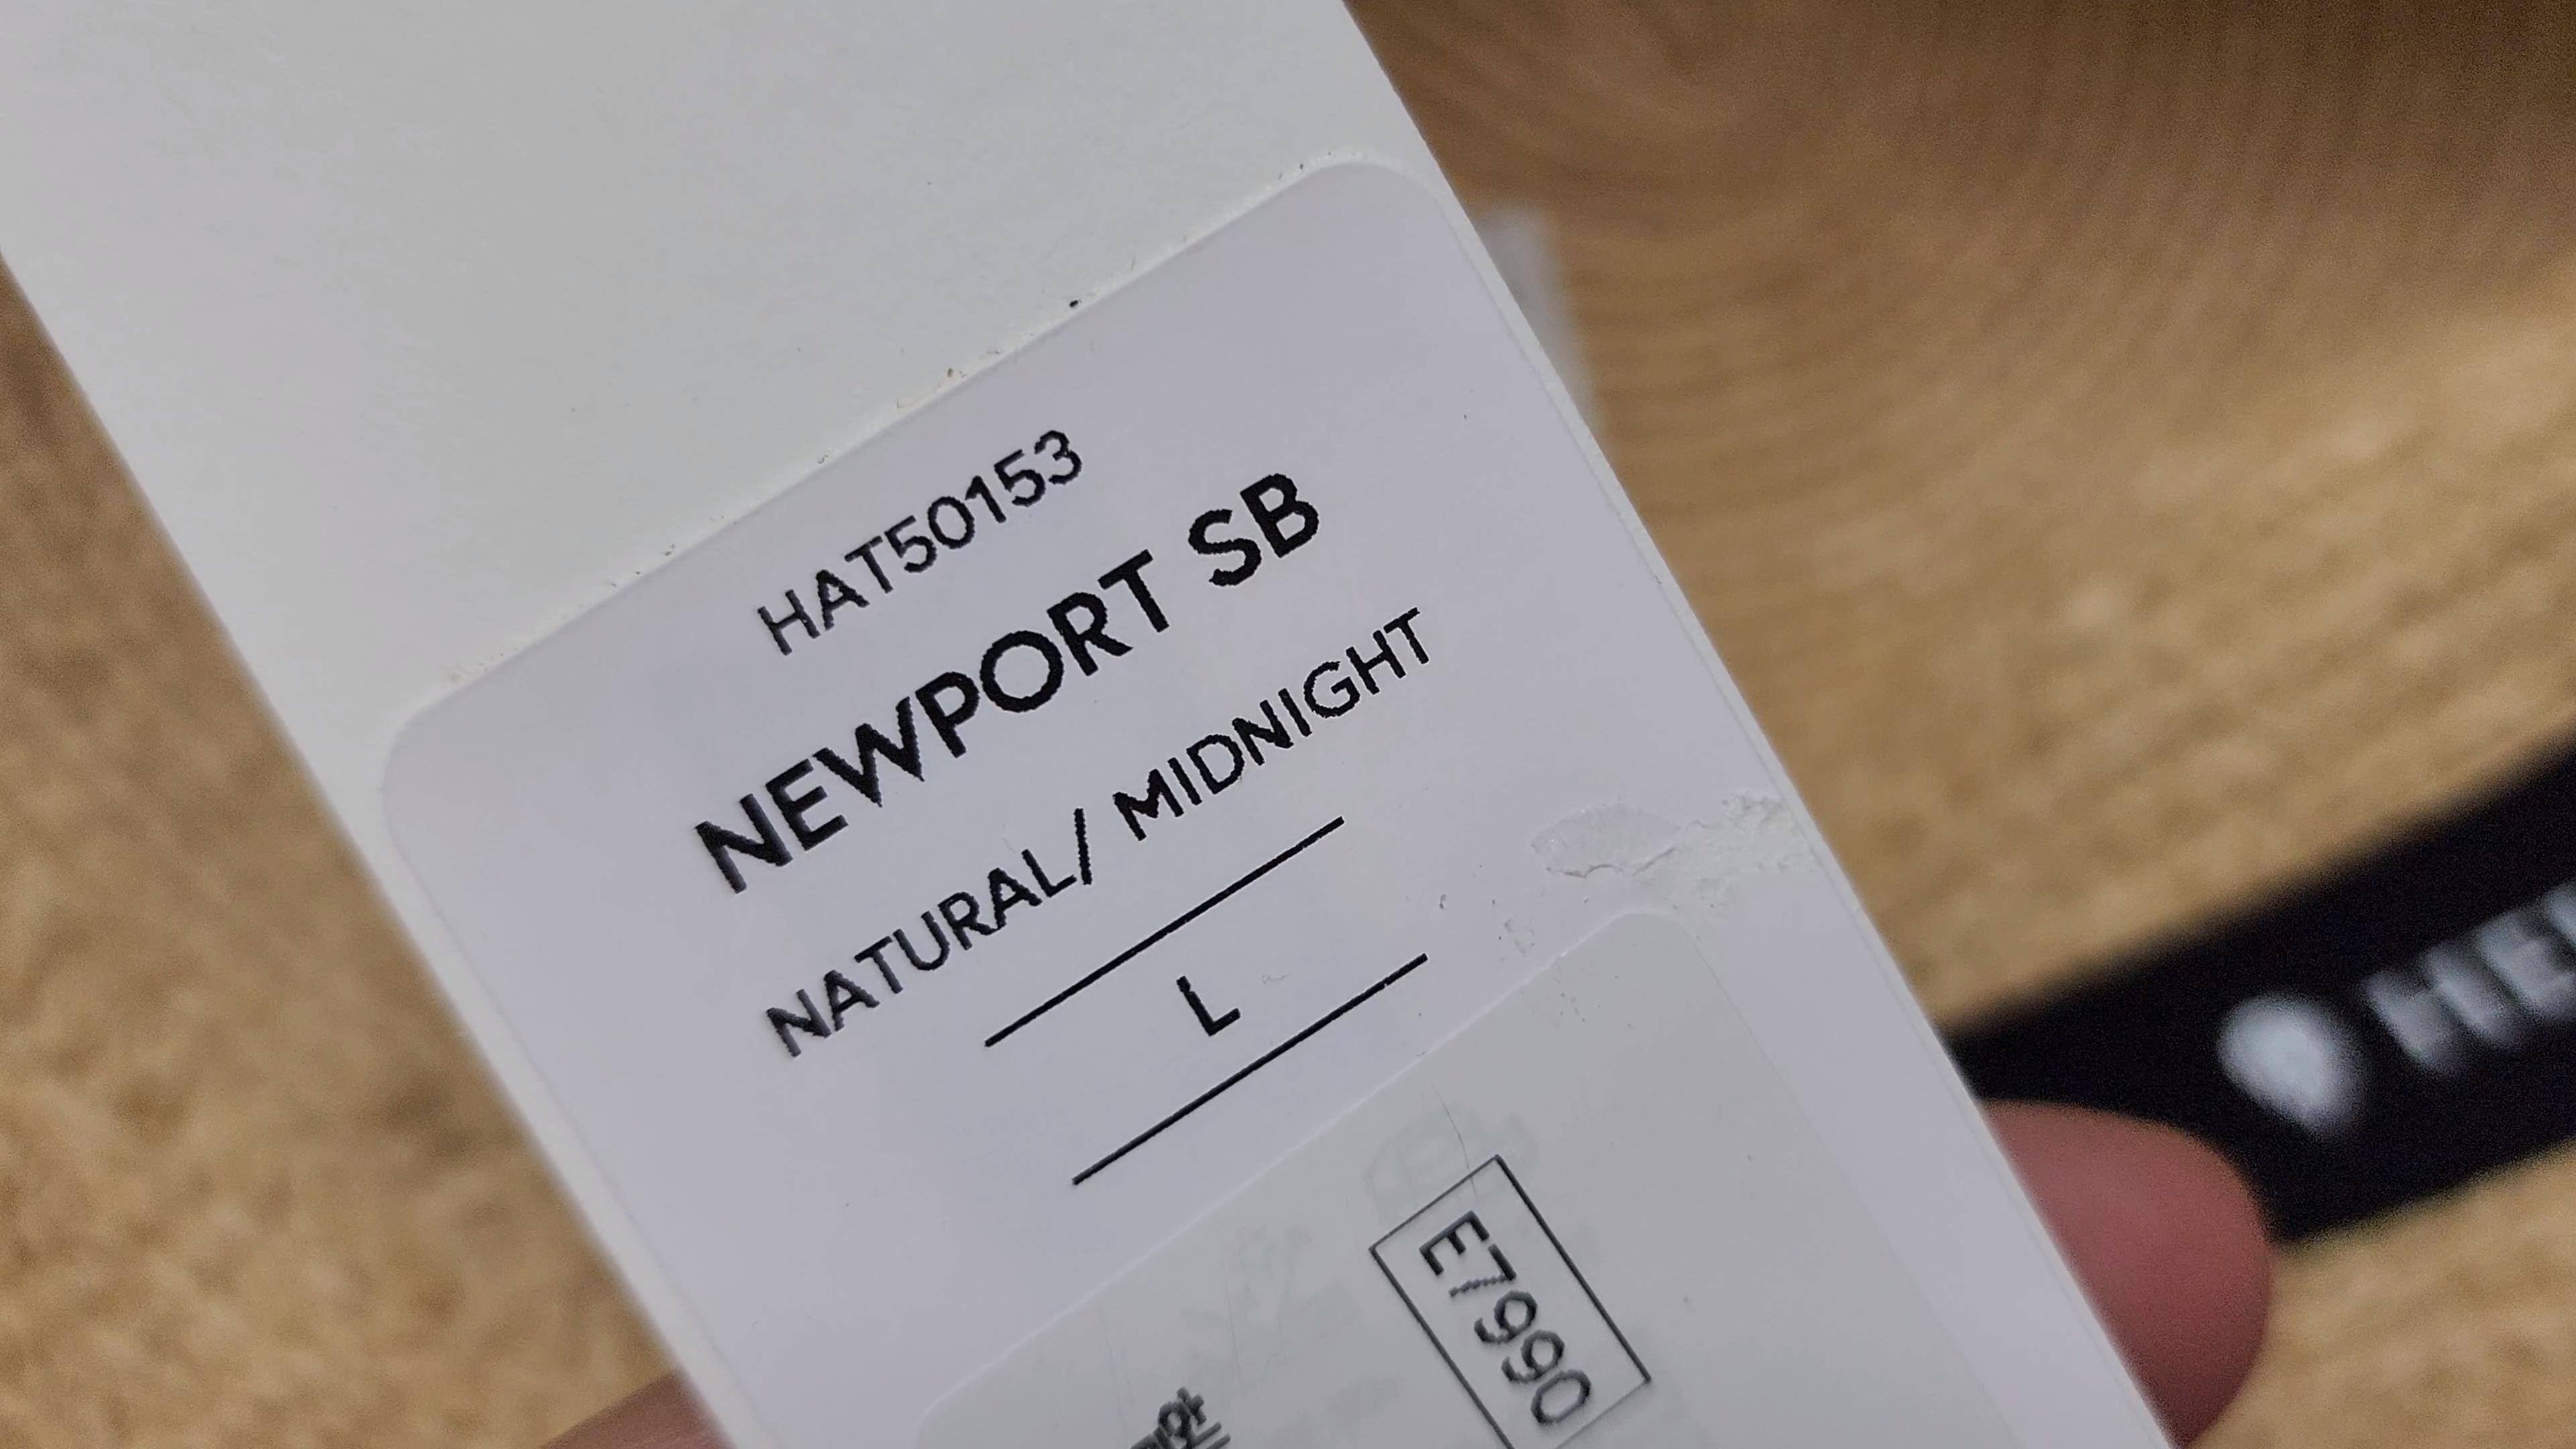 HAT50153
NEWPORT SB
NATURAL/ MIDNIGHT
L
E7990